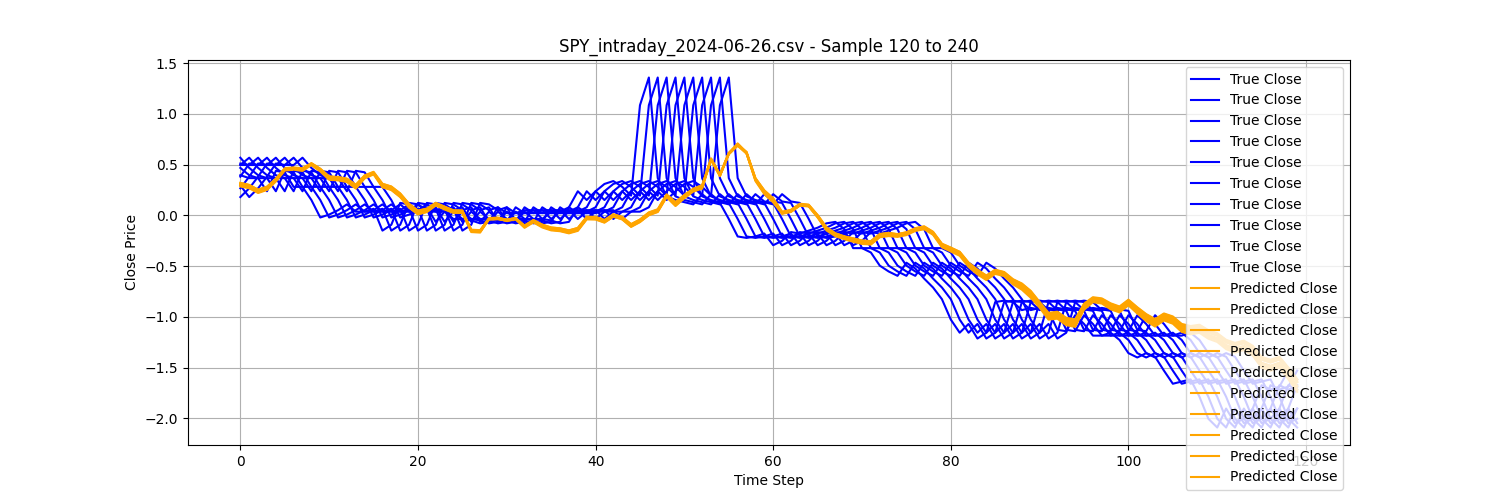 SPY_intraday_2024-06-26.csv - Sample 120 to 240
Close Price
1.5
1.0
0.5
0.0
−0.5
−1.0
−1.5
−2.0
0
20
40
60
80
100
120
Time Step
True Close
True Close
True Close
True Close
True Close
True Close
True Close
True Close
True Close
True Close
Predicted Close
Predicted Close
Predicted Close
Predicted Close
Predicted Close
Predicted Close
Predicted Close
Predicted Close
Predicted Close
Predicted Close